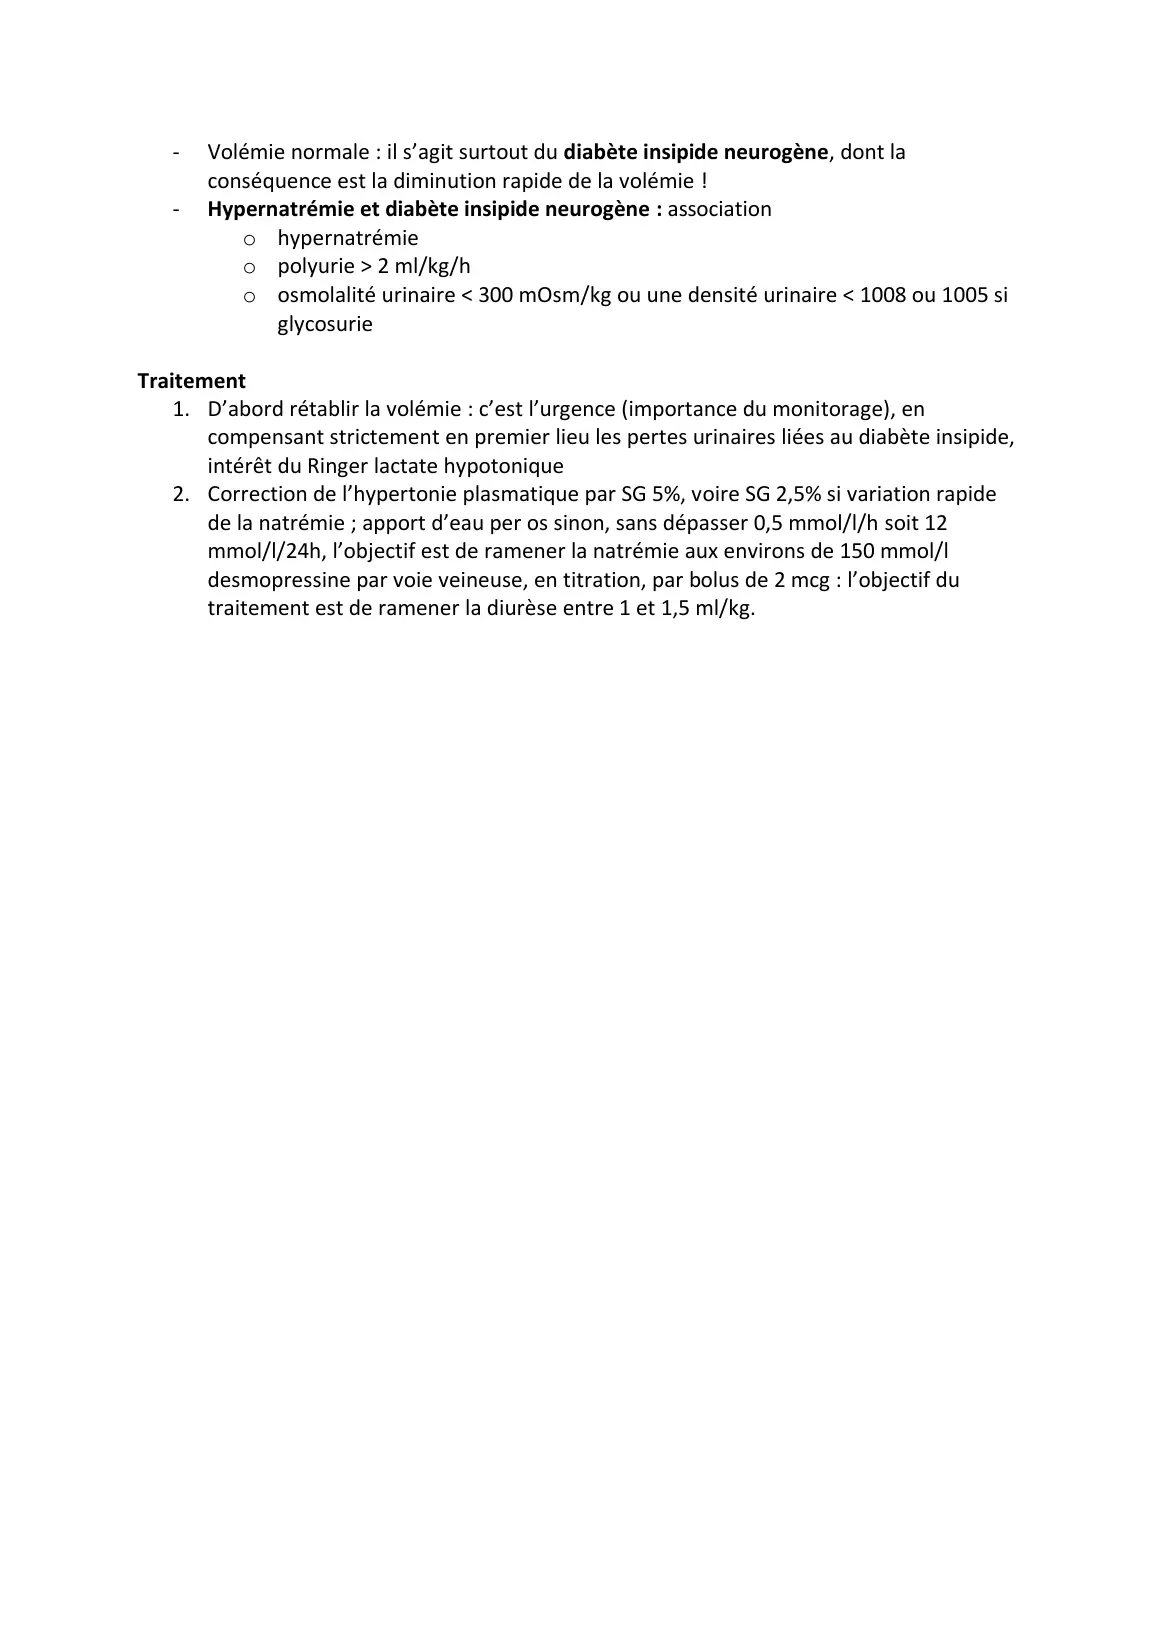 - Volémie normale : il s’agit surtout du diabète insipide neurogène, dont la
conséquence est la diminution rapide de la volémie !
- Hypernatrémie et diabète insipide neurogène : association
o hypernatrémie
o polyurie > 2 ml/kg/h
o osmolalité urinaire < 300 mOsm/kg ou une densité urinaire < 1008 ou 1005 si
glycosurie
Traitement
1. D’abord rétablir la volémie : c’est l’urgence (importance du monitorage), en
compensant strictement en premier lieu les pertes urinaires liées au diabète insipide,
intérêt du Ringer lactate hypotonique
2. Correction de l’hypertonie plasmatique par SG 5%, voire SG 2,5% si variation rapide
de la natrémie ; apport d’eau per os sinon, sans dépasser 0,5 mmol/l/h soit 12
mmol/l/24h, l’objectif est de ramener la natrémie aux environs de 150 mmol/l
desmopressine par voie veineuse, en titration, par bolus de 2 mcg : l’objectif du
traitement est de ramener la diurèse entre 1 et 1,5 ml/kg.